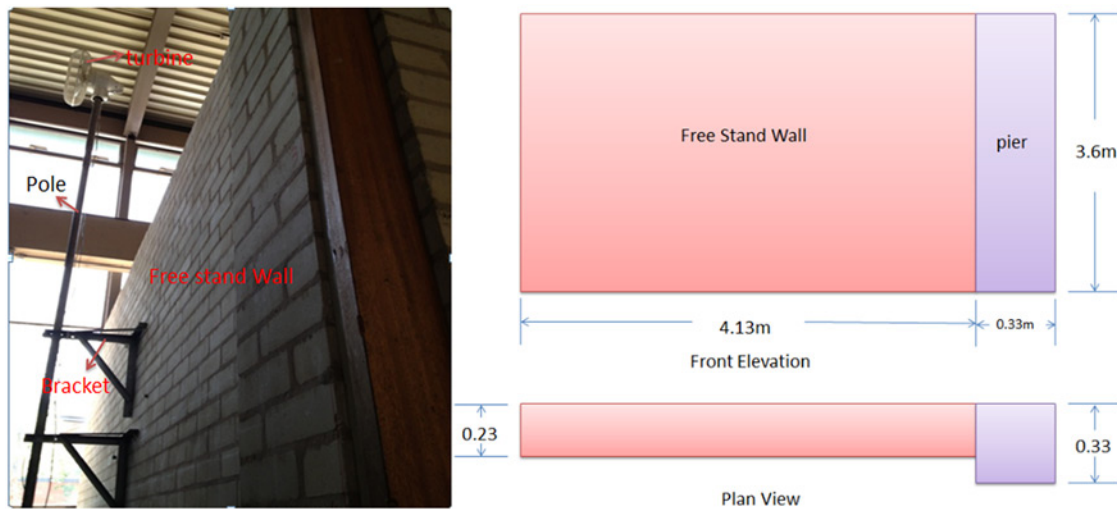 turbine
Pole
Free stand Wall
Bracket
Free Stand Wall
pier
3.6m
4.13m
0.33m
Front Elevation
0.23
0.33
Plan View